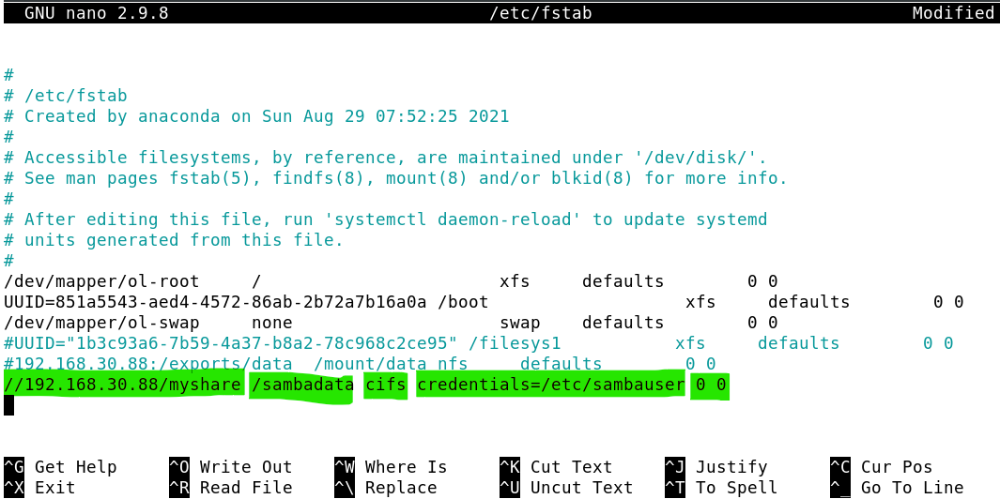 GNU nano 2.9.8 /etc/fstab Modified
#
# /etc/fstab
# Created by anaconda on Sun Aug 29 07:52:25 2021
#
# Accessible filesystems, by reference, are maintained under '/dev/disk/'.
# See man pages fstab(5), findfs(8), mount(8) and/or blkid(8) for more info.
#
# After editing this file, run 'systemctl daemon-reload' to update systemd
# units generated from this file.
#
/dev/mapper/ol-root / xfs defaults 0 0
UUID=851a5543-aed4-4572-86ab-2b72a7b16a0a /boot xfs defaults 0 0
/dev/mapper/ol-swap none swap defaults 0 0
#UUID="1b3c93a6-7b59-4a37-b8a2-78c968c2ce95" /filesys1 xfs defaults 0 0
#192.168.30.88:/exports/data /mount/data nfs defaults 0 0
//192.168.30.88/myshare /sambadata cifs credentials=/etc/sambauser 0 0
^G Get Help ^O Write Out ^W Where Is ^K Cut Text ^J Justify ^C Cur Pos
^X Exit ^R Read File ^\ Replace ^U Uncut Text ^T To Spell ^_ Go To Line